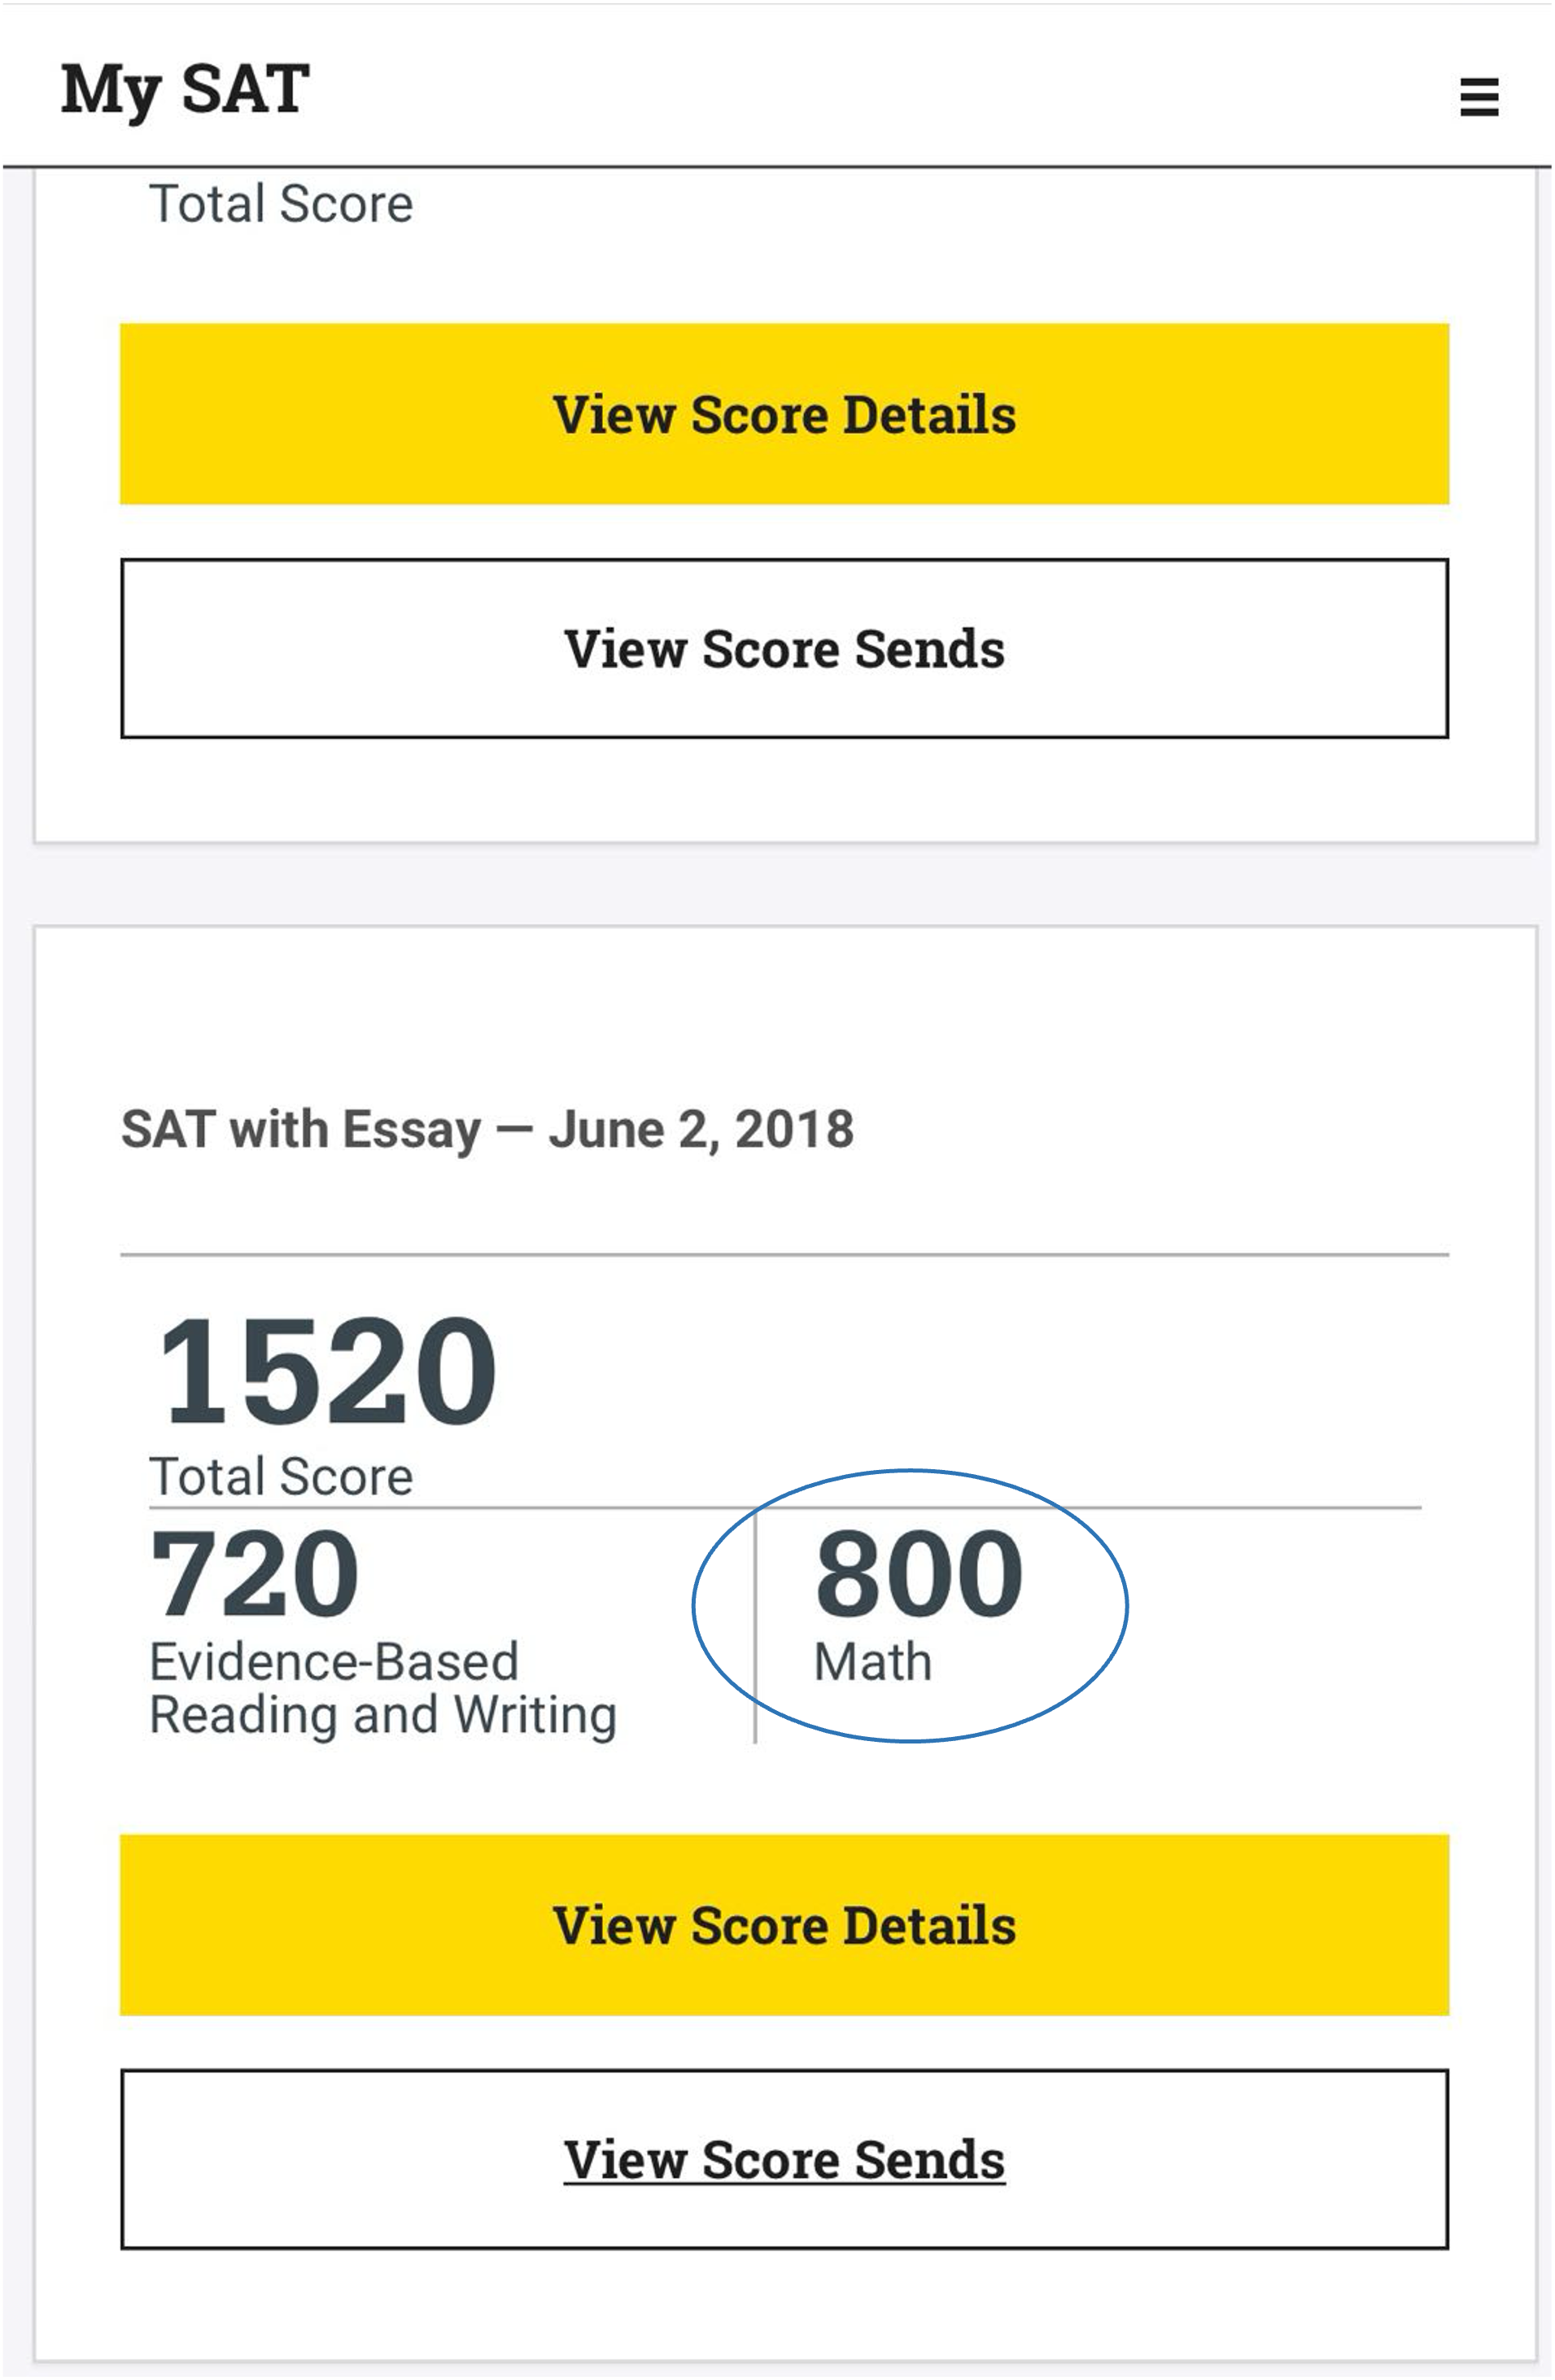 My SAT
Total Score
View Score Details
View Score Sends
SAT with Essay — June 2, 2018
1520
Total Score
720
Evidence-Based
Reading and Writing
800
Math
View Score Details
View Score Sends